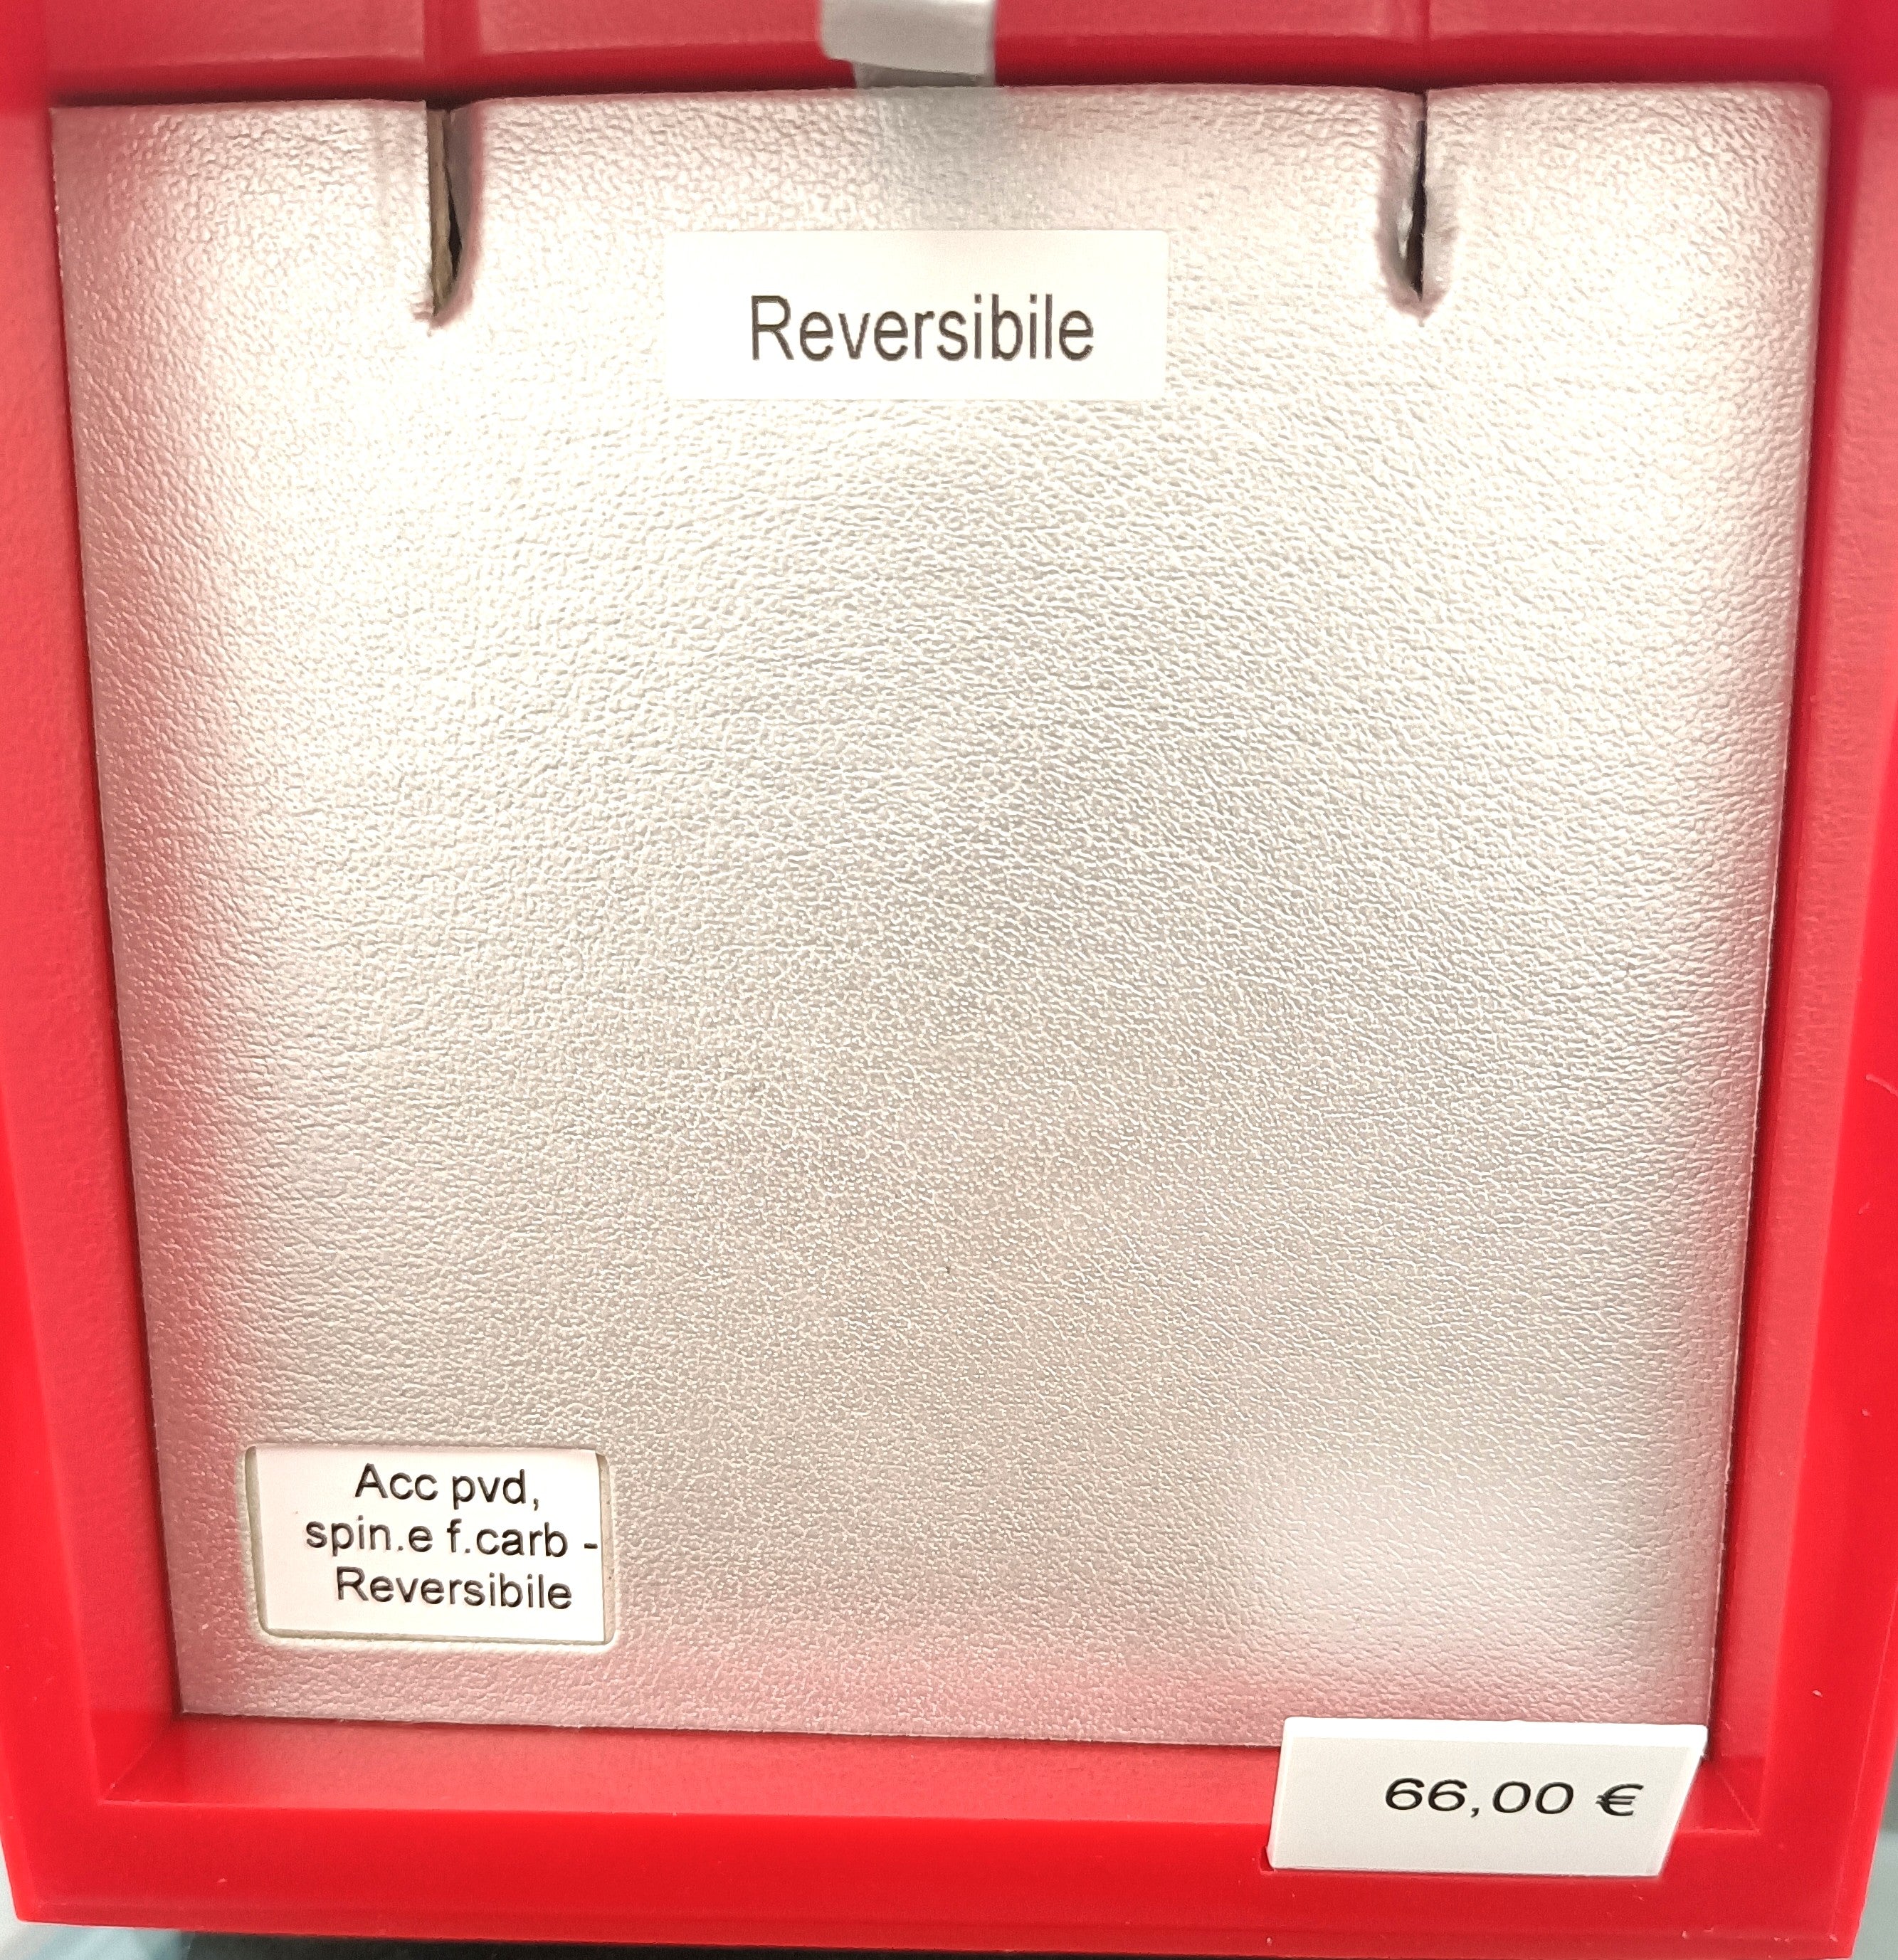 Reversibile
Acc pvd,
spin.e f.carb -
Reversibile
66,00 €